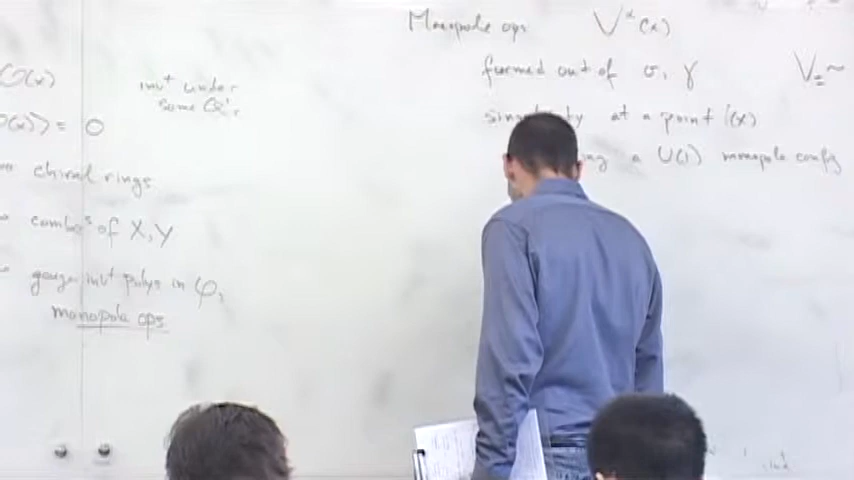 O(x)
inv^t under
some Q's
O(x)> = 0
chiral rings
combo^s of X, Y
gauge inv^t polys in φ,
monopole ops
Monopole ops V^±(x)
formed out of σ, γ V_± ~
at a point (x)
a U(1) monopole config